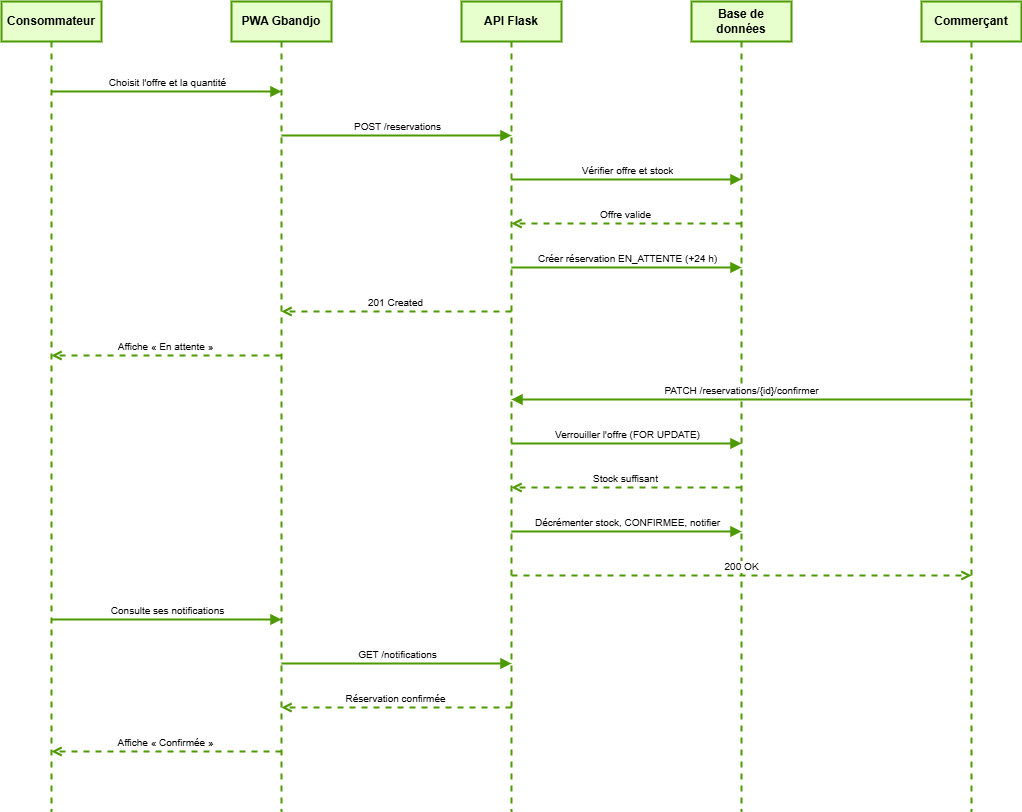 Consommateur
PWA Gbandjo
API Flask
Base de
données
Commerçant
Choisit l'offre et la quantité
POST /reservations
Vérifier offre et stock
Offre valide
Créer réservation EN_ATTENTE (+24 h)
201 Created
Affiche « En attente »
PATCH /reservations/{id}/confirmer
Verrouiller l'offre (FOR UPDATE)
Stock suffisant
Décrémenter stock, CONFIRMEE, notifier
200 OK
Consulte ses notifications
GET /notifications
Réservation confirmée
Affiche « Confirmée »